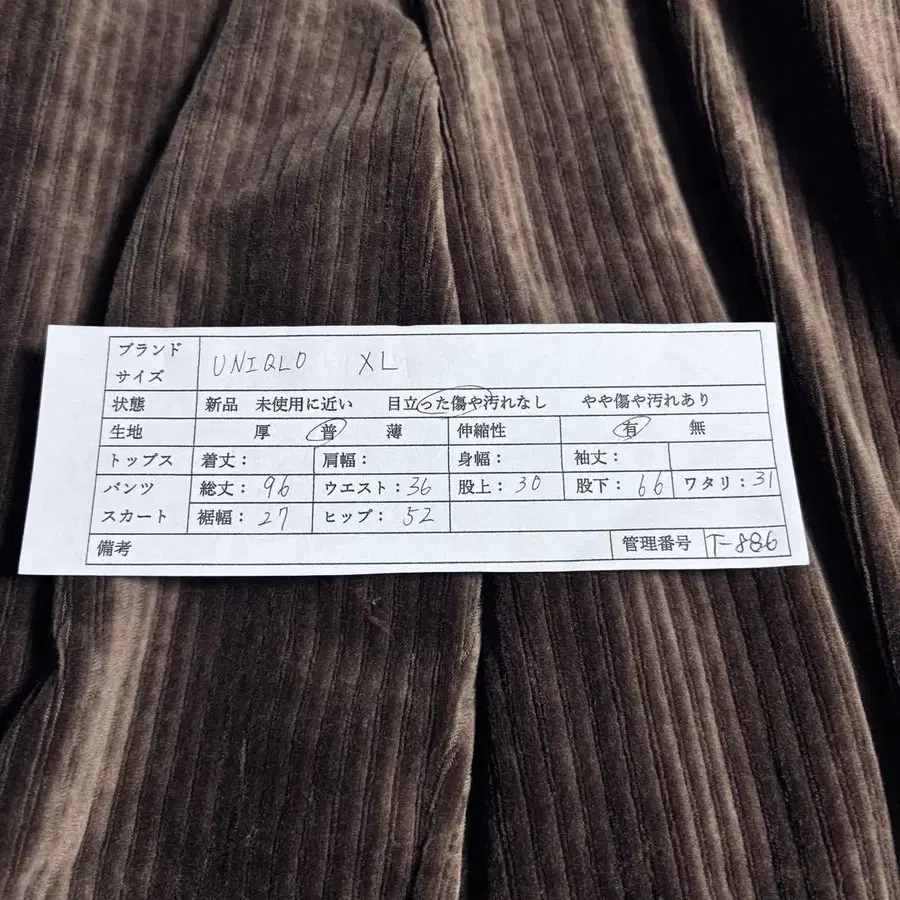 ブランド
サイズ UNIQLO XL
状態 新品 未使用に近い 目立った傷や汚れなし やや傷や汚れあり
生地 厚 普 薄 伸縮性 有 無
トップス 着丈： 肩幅： 身幅： 袖丈：
パンツ 総丈：96 ウエスト：36 股上：30 股下：66 ワタリ：31
スカート 裾幅：27 ヒップ：52
備考 管理番号 下-886